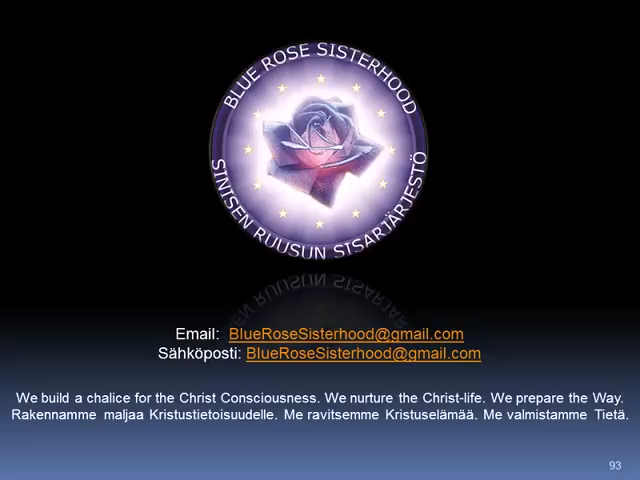 BLUE ROSE SISTERHOOD
SINISEN RUUSUN SISARJÄRJESTÖ
Email: BlueRoseSisterhood@gmail.com
Sähköposti: BlueRoseSisterhood@gmail.com
We build a chalice for the Christ Consciousness. We nurture the Christ-life. We prepare the Way.
Rakennamme maljaa Kristustietoisuudelle. Me ravitsemme Kristuselämää. Me valmistamme Tietä.
93